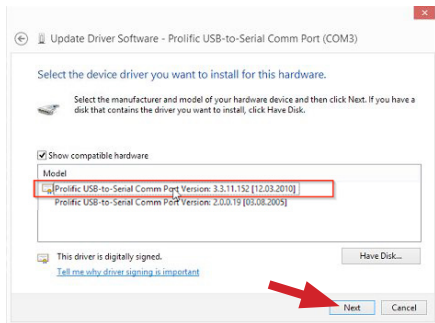 Update Driver Software - Prolific USB-to-Serial Comm Port (COM3)
Select the device driver you want to install for this hardware.
Select the manufacturer and model of your hardware device and then click Next. If you have a
disk that contains the driver you want to install, click Have Disk.
Show compatible hardware
Model
Prolific USB-to-Serial Comm Port Version: 3.3.11.152 [12.03.2010]
Prolific USB-to-Serial Comm Port Version: 2.0.0.19 [03.08.2005]
This driver is digitally signed.
Have Disk...
Tell me why driver signing is important
Next
Cancel